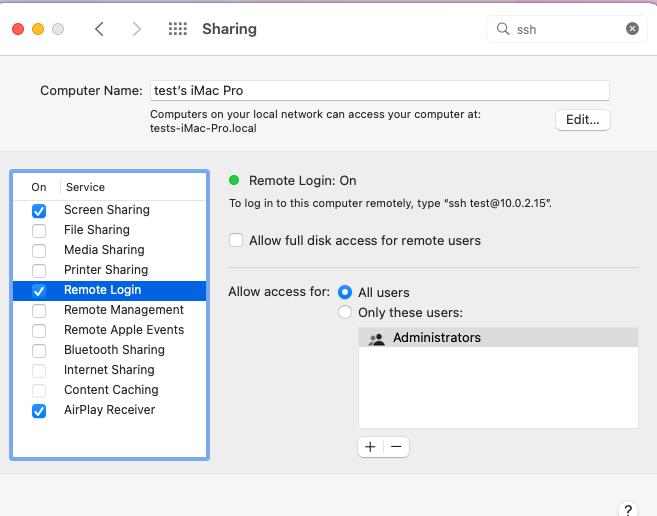 Sharing
ssh
Computer Name: test's iMac Pro
Computers on your local network can access your computer at:
tests-iMac-Pro.local
Edit...
On Service
Screen Sharing
File Sharing
Media Sharing
Printer Sharing
Remote Login
Remote Management
Remote Apple Events
Bluetooth Sharing
Internet Sharing
Content Caching
AirPlay Receiver
Remote Login: On
To log in to this computer remotely, type “ssh test@10.0.2.15”.
Allow full disk access for remote users
Allow access for: All users
Only these users:
Administrators
+ −
?